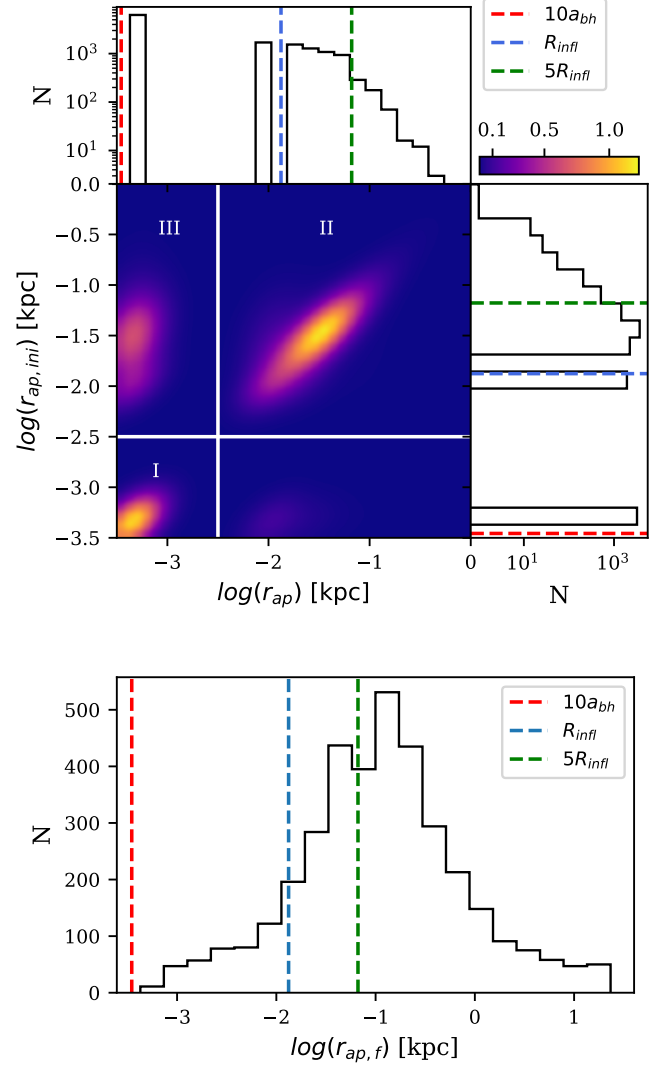 10a_bh
R_infl
5R_infl
N
10^3
10^2
10^1
0.0
0.1 0.5 1.0
III II
I
log(r_ap,ini) [kpc]
−0.5
−1.0
−1.5
−2.0
−2.5
−3.0
−3.5
−3 −2 −1 0 10^1 10^3
log(r_ap) [kpc] N
10a_bh
R_infl
5R_infl
N
500
400
300
200
100
0
−3 −2 −1 0 1
log(r_ap,f) [kpc]